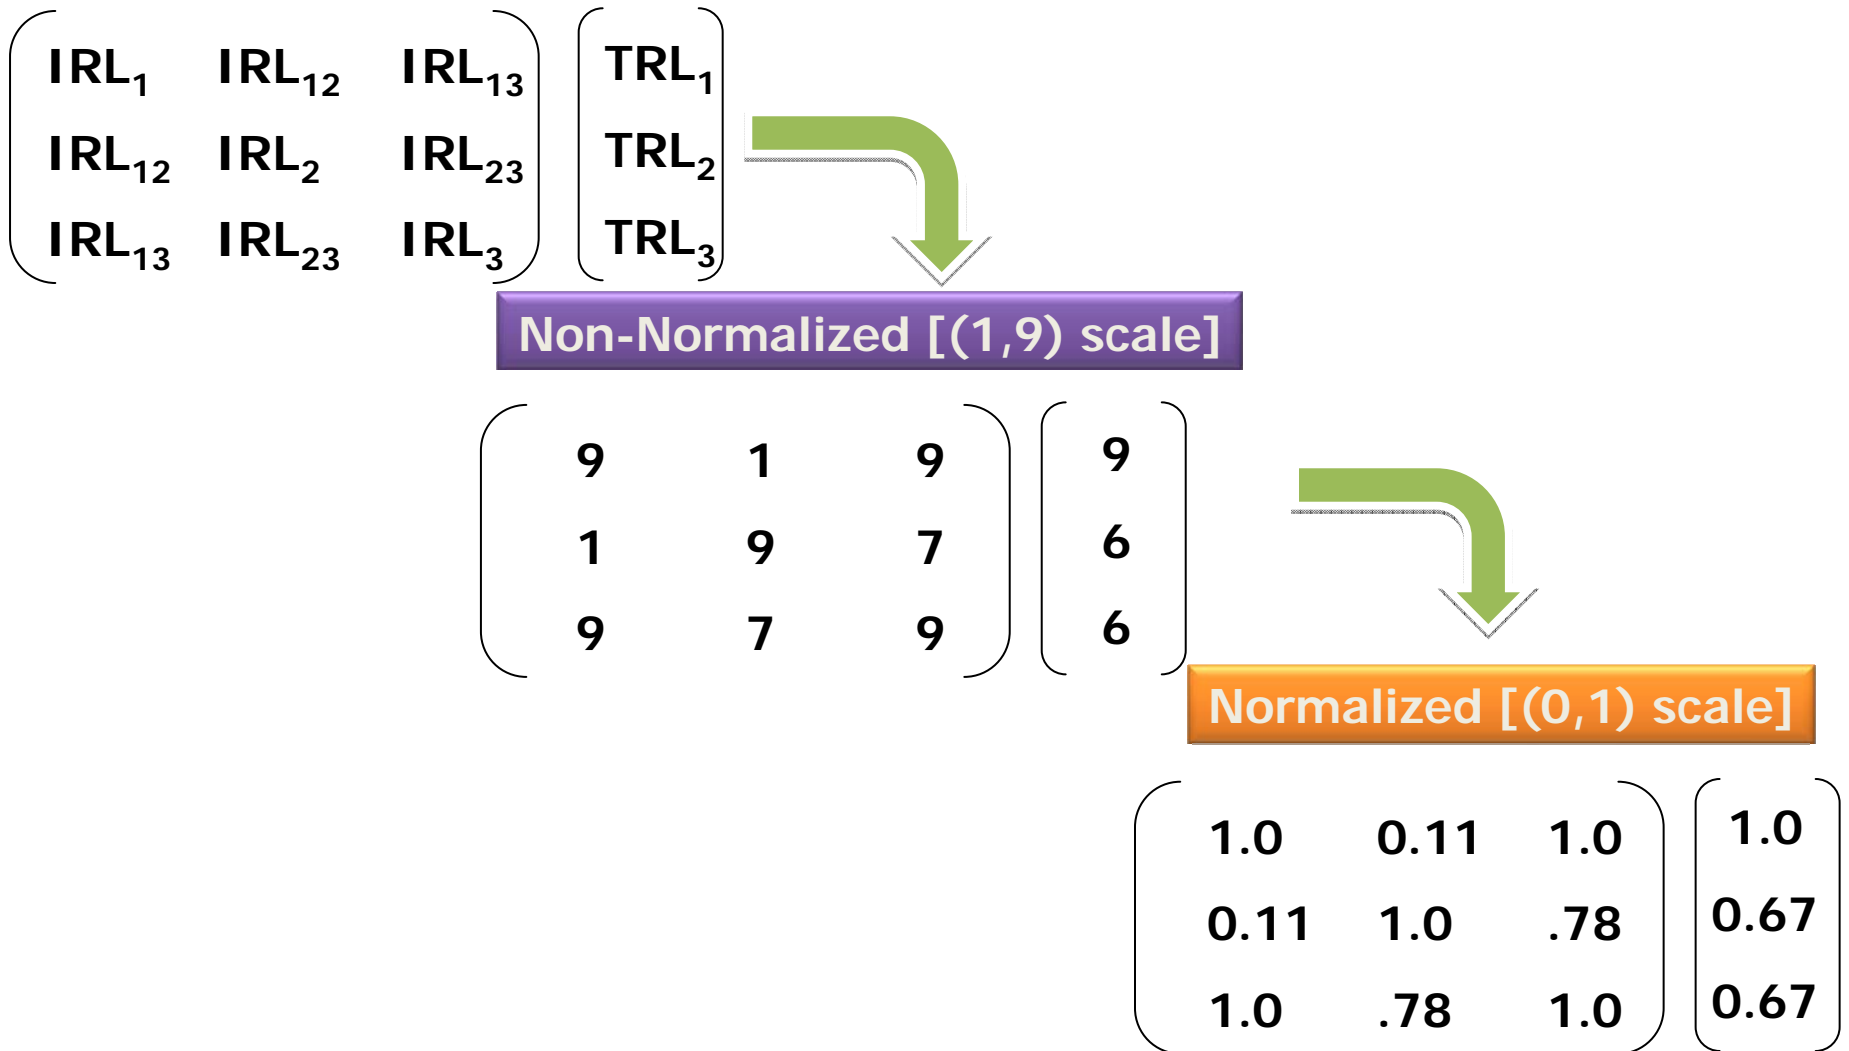 IRL₁ IRL₁₂ IRL₁₃ TRL₁
IRL₁₂ IRL₂ IRL₂₃ TRL₂
IRL₁₃ IRL₂₃ IRL₃ TRL₃
Non-Normalized [(1,9) scale]
9 1 9 9
1 9 7 6
9 7 9 6
Normalized [(0,1) scale]
1.0 0.11 1.0 1.0
0.11 1.0 .78 0.67
1.0 .78 1.0 0.67